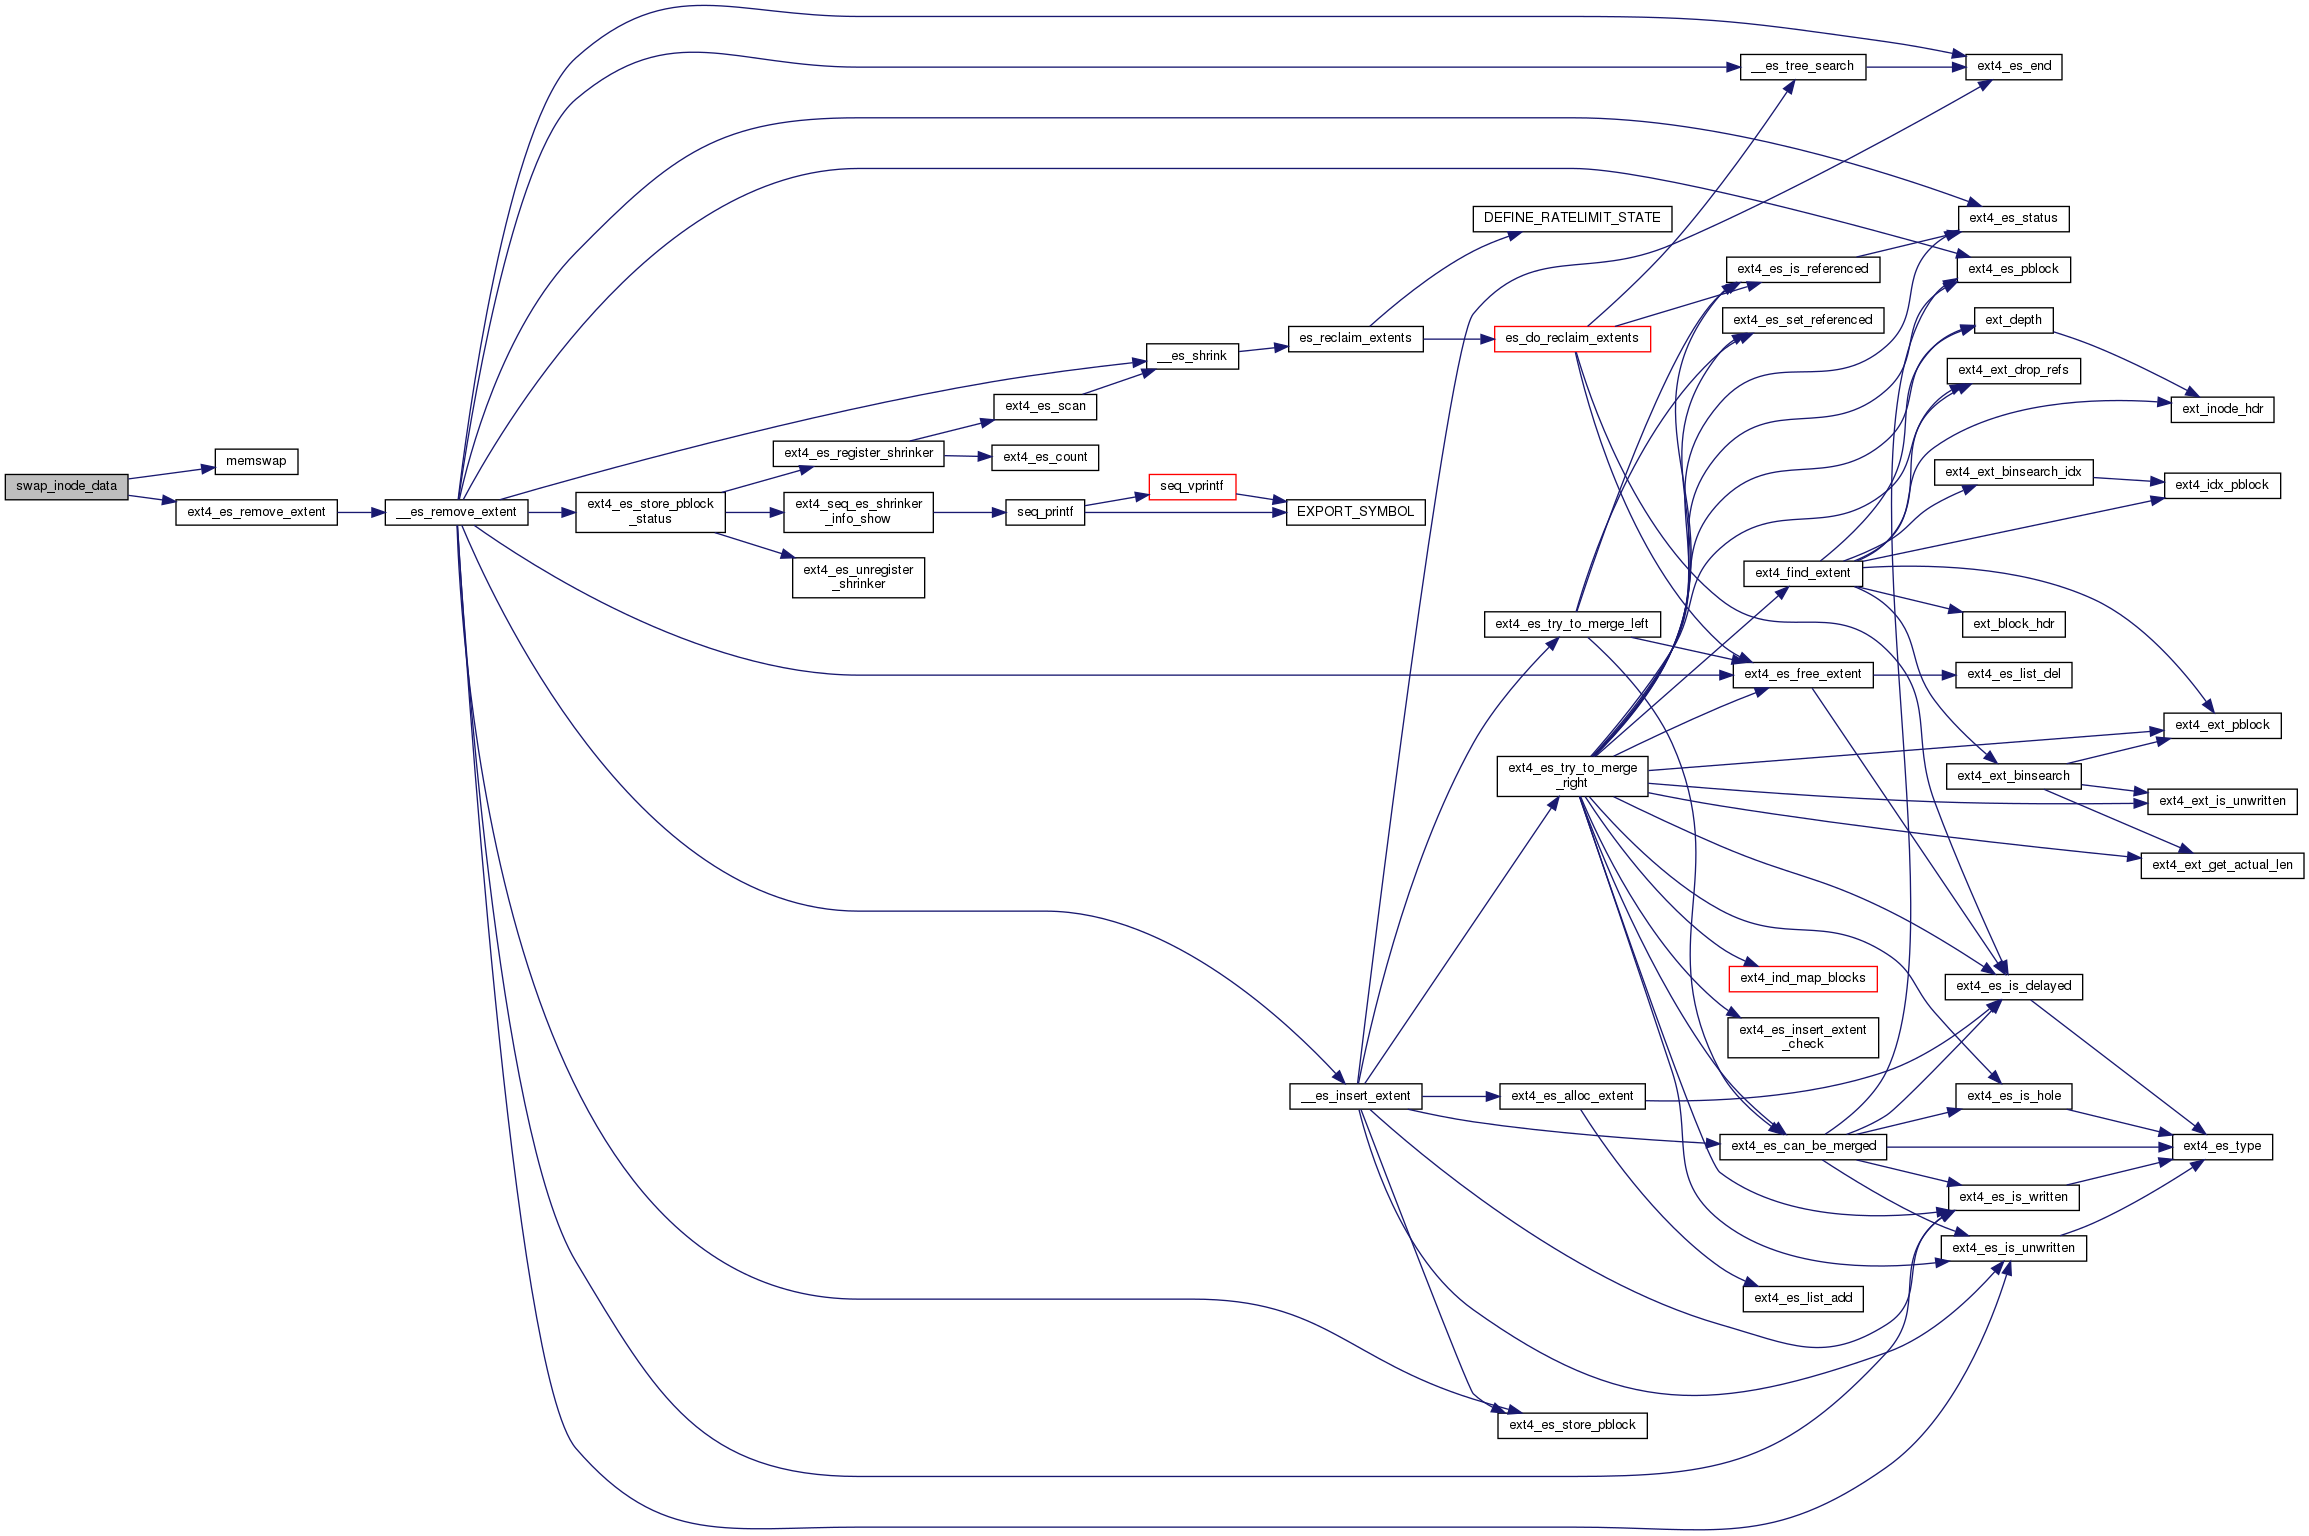 swap_inode_data
memswap
ext4_es_remove_extent
__es_remove_extent
ext4_es_store_pblock
_status
ext4_es_register_shrinker
ext4_seq_es_shrinker
_info_show
ext4_es_unregister
_shrinker
ext4_es_scan
ext4_es_count
seq_printf
__es_shrink
seq_vprintf
EXPORT_SYMBOL
es_reclaim_extents
__es_insert_extent
DEFINE_RATELIMIT_STATE
es_do_reclaim_extents
ext4_es_try_to_merge_left
ext4_es_try_to_merge
_right
ext4_es_alloc_extent
ext4_es_store_pblock
__es_tree_search
ext4_es_is_referenced
ext4_es_set_referenced
ext4_find_extent
ext4_es_free_extent
ext4_ind_map_blocks
ext4_es_insert_extent
_check
ext4_es_can_be_merged
ext4_es_list_add
ext4_es_end
ext4_es_status
ext4_es_pblock
ext_depth
ext4_ext_drop_refs
ext4_ext_binsearch_idx
ext_block_hdr
ext4_es_list_del
ext4_ext_binsearch
ext4_es_is_delayed
ext4_es_is_hole
ext4_es_is_written
ext4_es_is_unwritten
ext_inode_hdr
ext4_idx_pblock
ext4_ext_pblock
ext4_ext_is_unwritten
ext4_ext_get_actual_len
ext4_es_type